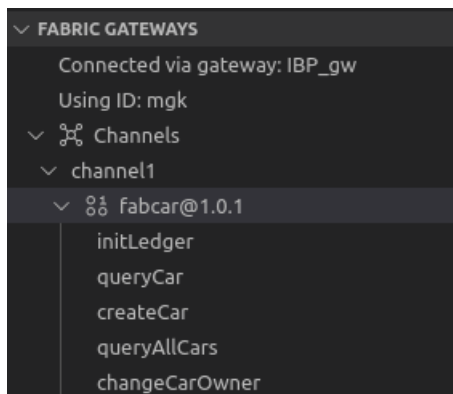 FABRIC GATEWAYS
Connected via gateway: IBP_gw
Using ID: mgk
Channels
channel1
fabcar@1.0.1
initLedger
queryCar
createCar
queryAllCars
changeCarOwner